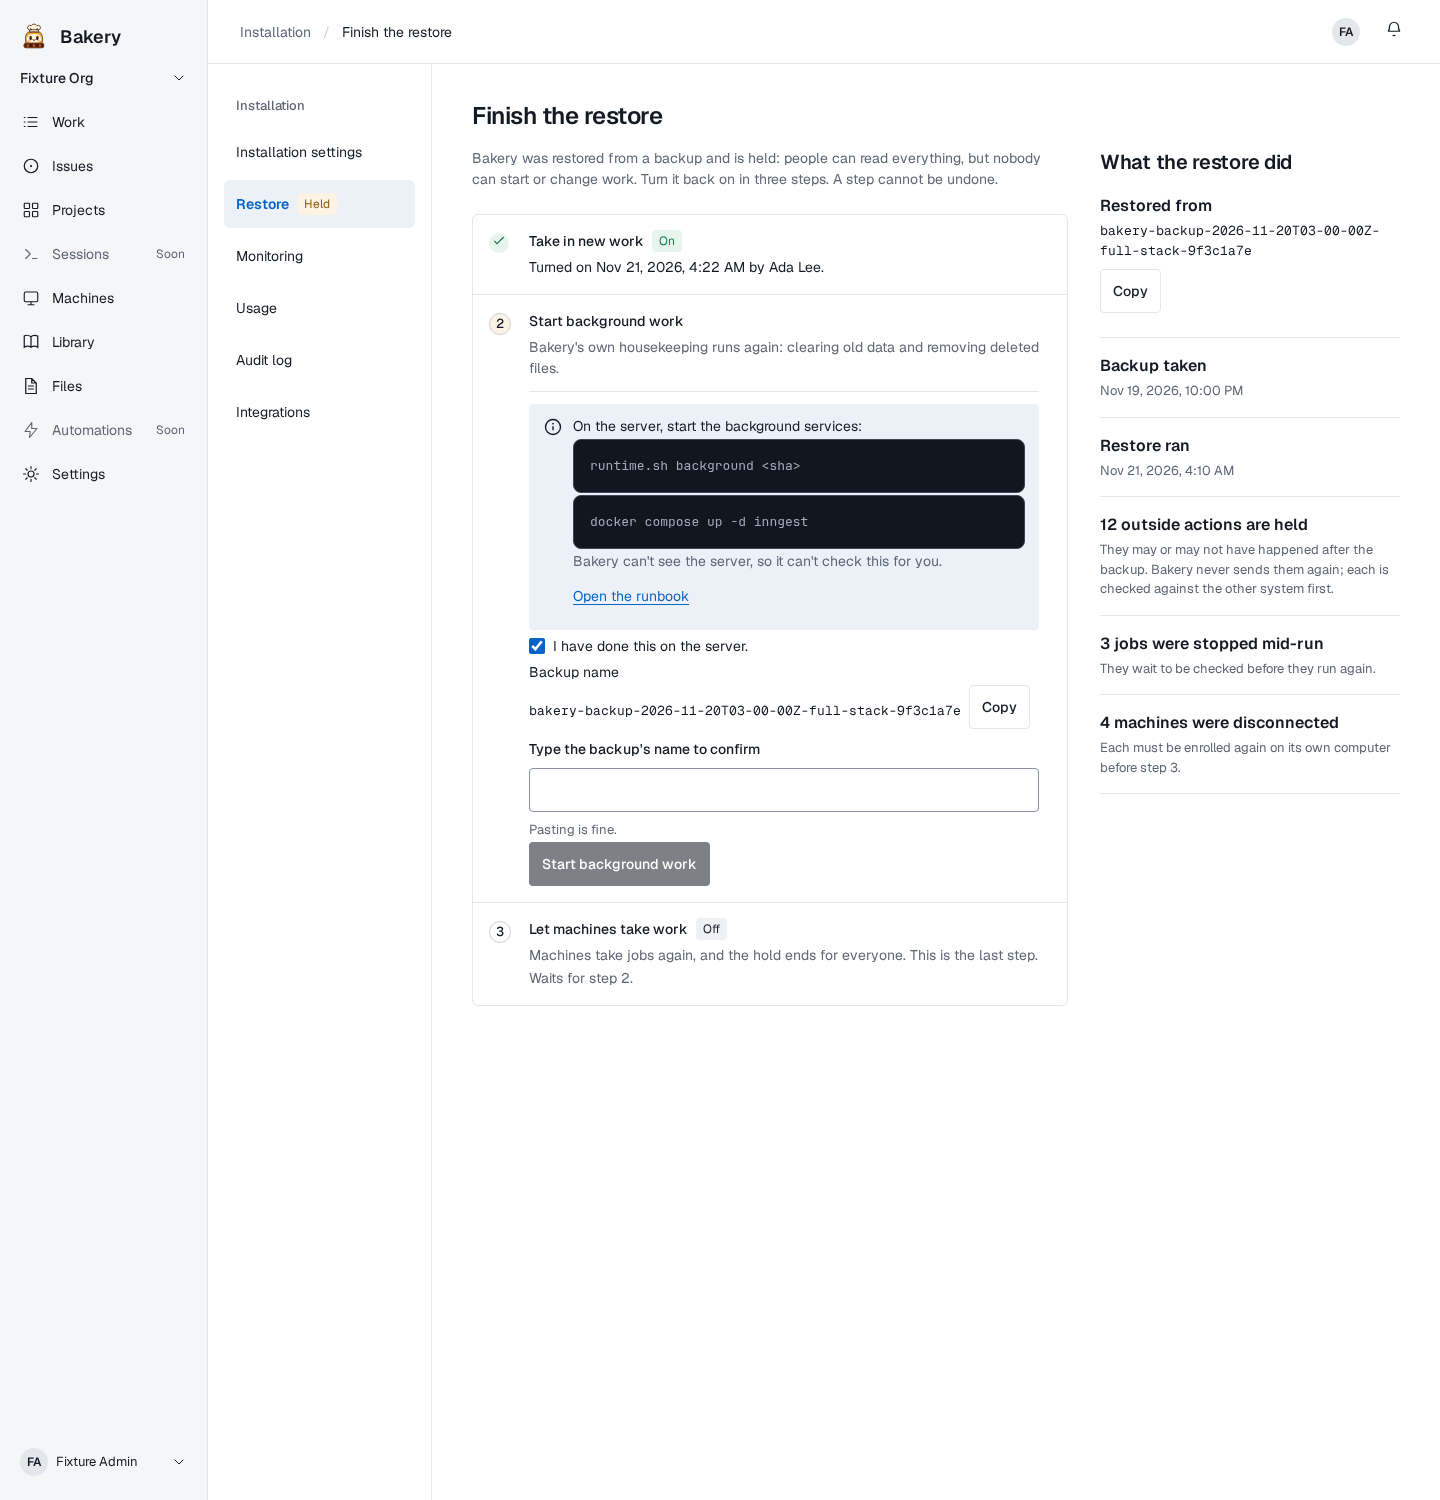 Bakery
Fixture Org
Work
Issues
Projects
Sessions Soon
Machines
Library
Files
Automations Soon
Settings
FA Fixture Admin
Installation / Finish the restore
FA
Installation
Installation settings
Restore Held
Monitoring
Usage
Audit log
Integrations
Finish the restore
Bakery was restored from a backup and is held: people can read everything, but nobody
can start or change work. Turn it back on in three steps. A step cannot be undone.
Take in new work On
Turned on Nov 21, 2026, 4:22 AM by Ada Lee.
2 Start background work
Bakery's own housekeeping runs again: clearing old data and removing deleted
files.
On the server, start the background services:
runtime.sh background <sha>
docker compose up -d inngest
Bakery can't see the server, so it can't check this for you.
Open the runbook
I have done this on the server.
Backup name
bakery-backup-2026-11-20T03-00-00Z-full-stack-9f3c1a7e Copy
Type the backup's name to confirm
Pasting is fine.
Start background work
3 Let machines take work Off
Machines take jobs again, and the hold ends for everyone. This is the last step.
Waits for step 2.
What the restore did
Restored from
bakery-backup-2026-11-20T03-00-00Z-
full-stack-9f3c1a7e
Copy
Backup taken
Nov 19, 2026, 10:00 PM
Restore ran
Nov 21, 2026, 4:10 AM
12 outside actions are held
They may or may not have happened after the
backup. Bakery never sends them again; each is
checked against the other system first.
3 jobs were stopped mid-run
They wait to be checked before they run again.
4 machines were disconnected
Each must be enrolled again on its own computer
before step 3.